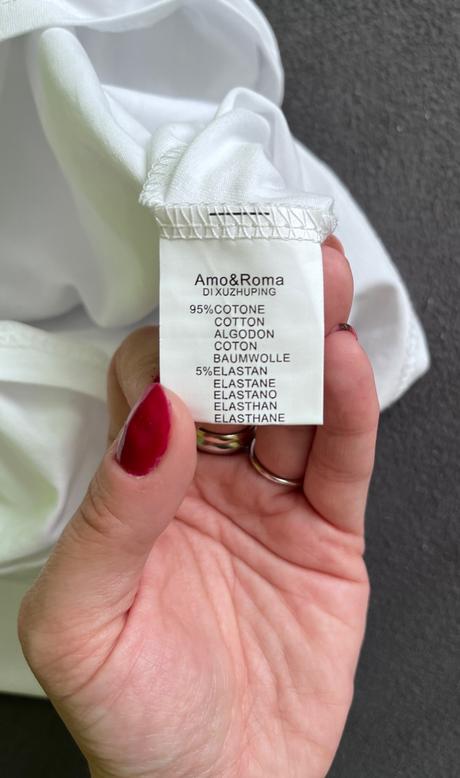 Amo&Roma
DI XUZHUPING
95%COTONE
COTTON
ALGODON
COTON
BAUMWOLLE
5%ELASTAN
ELASTANE
ELASTANO
ELASTHAN
ELASTHANE